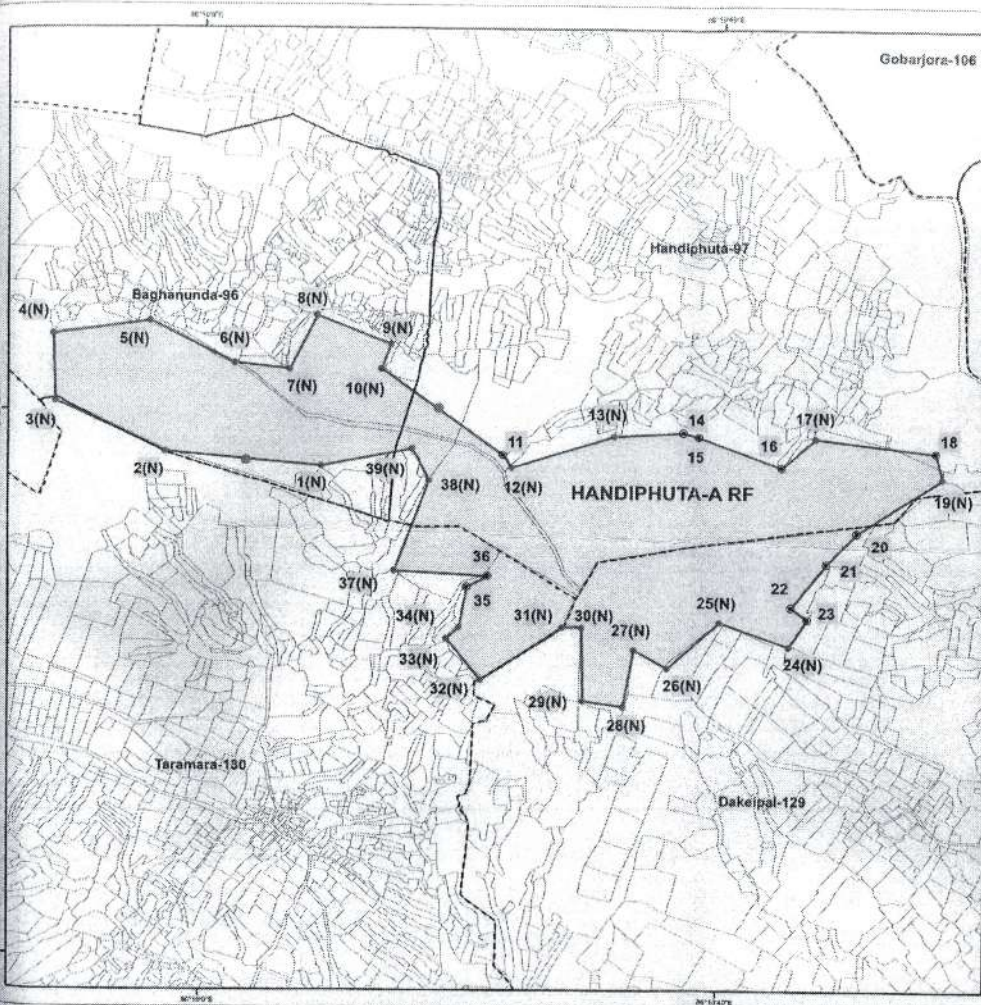 Gobarjora-106
Handiphuta-97
Baghanunda-96
8(N)
4(N)
5(N)
9(N)
6(N)
7(N)
10(N)
3(N)
13(N)
14
17(N)
15
11
16
18
2(N)
1(N)
39(N)
38(N)
12(N)
HANDIPHUTA-A RF
19(N)
20
36
37(N)
21
35
22
34(N)
31(N)
30(N)
25(N)
23
27(N)
33(N)
24(N)
32(N)
26(N)
29(N)
28(N)
Taramara-130
Dakeipal-129